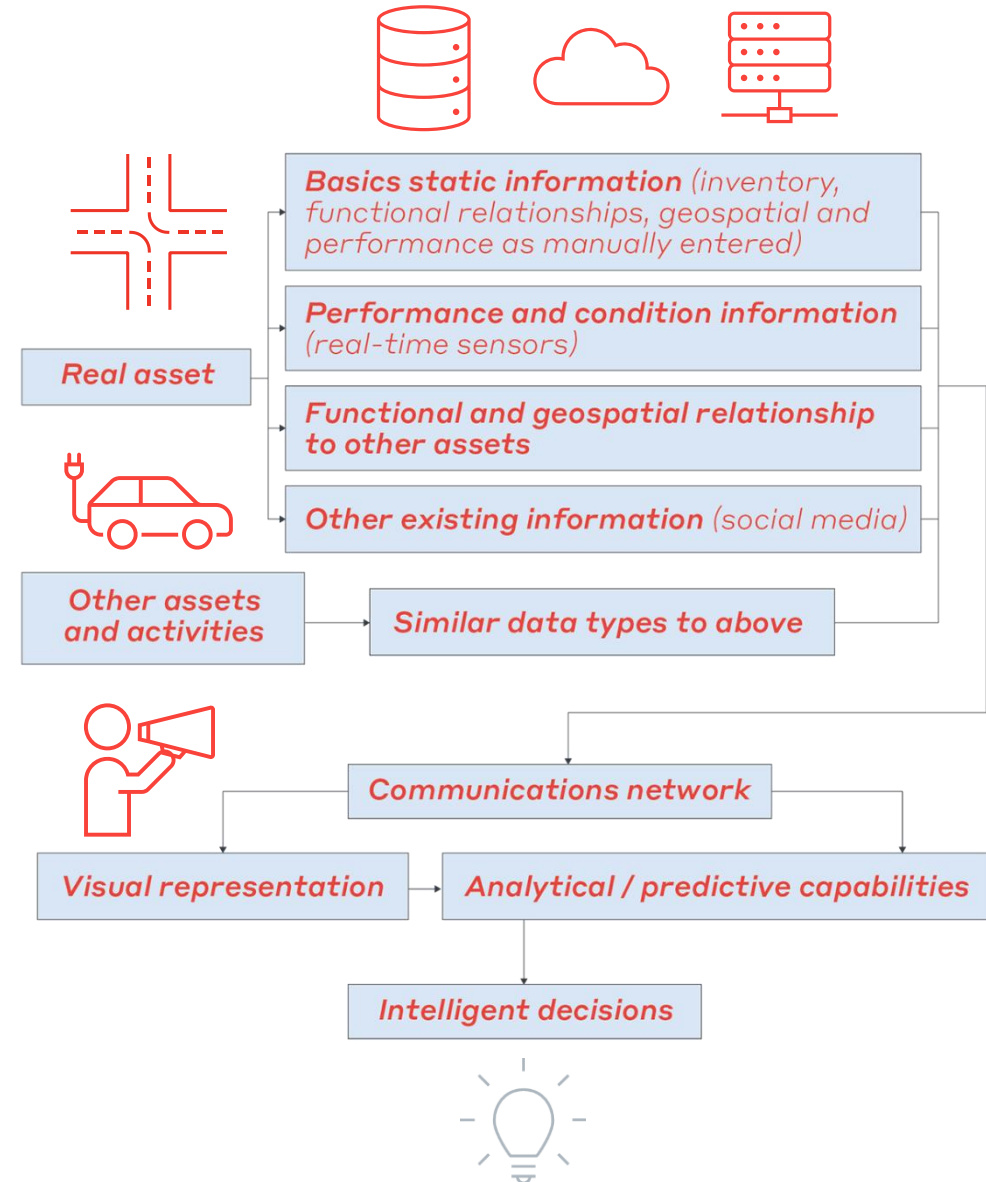 Basics static information (inventory,
functional relationships, geospatial and
performance as manually entered)
Performance and condition information
(real-time sensors)
Real asset
Functional and geospatial relationship
to other assets
Other existing information (social media)
Other assets
and activities
Similar data types to above
Communications network
Visual representation
Analytical / predictive capabilities
Intelligent decisions